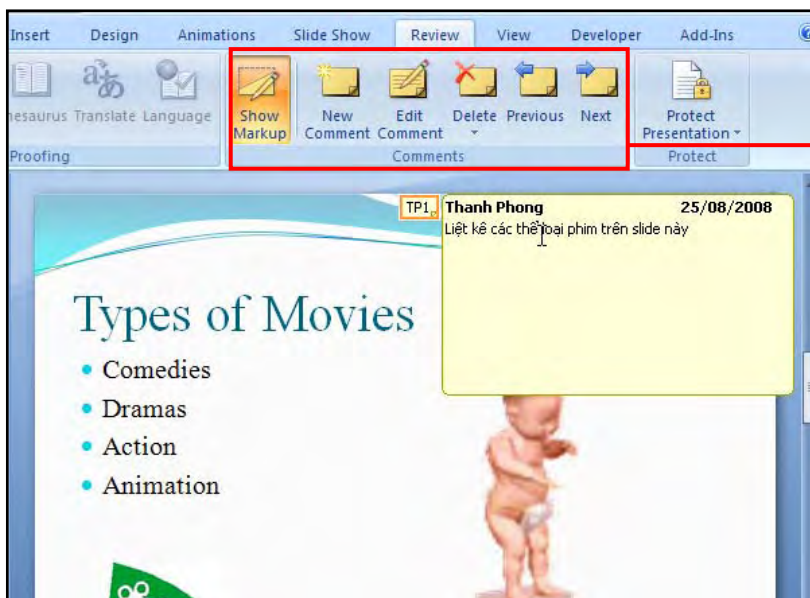 Insert Design Animations Slide Show Review View Developer Add-Ins
hesaurus Translate Language Show Markup New Comment Edit Comment Delete Previous Next Protect Presentation
Proofing Comments Protect
TP1 Thanh Phong 25/08/2008
Liệt kê các thể loại phim trên slide này
Types of Movies
Comedies
Dramas
Action
Animation